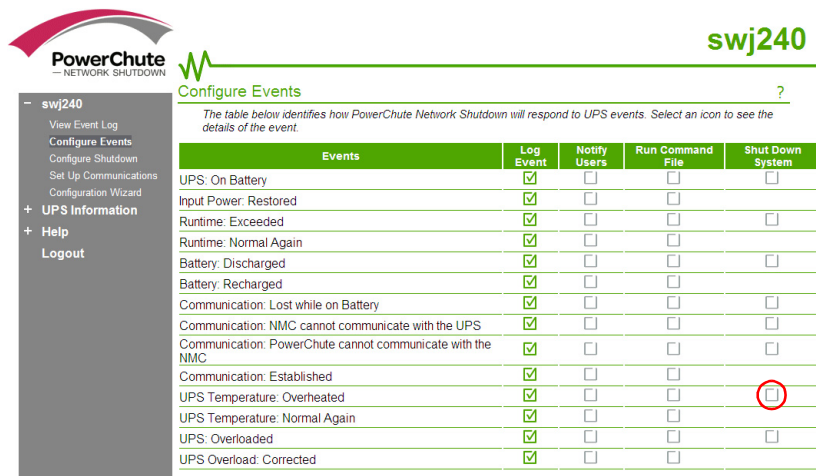 swj240
PowerChute
— NETWORK SHUTDOWN
− swj240
View Event Log
Configure Events
Configure Shutdown
Set Up Communications
Configuration Wizard
+ UPS Information
+ Help
Logout
Configure Events ?
The table below identifies how PowerChute Network Shutdown will respond to UPS events. Select an icon to see the
details of the event.
Events Log Event Notify Users Run Command File Shut Down System
UPS: On Battery
Input Power: Restored
Runtime: Exceeded
Runtime: Normal Again
Battery: Discharged
Battery: Recharged
Communication: Lost while on Battery
Communication: NMC cannot communicate with the UPS
Communication: PowerChute cannot communicate with the
NMC
Communication: Established
UPS Temperature: Overheated
UPS Temperature: Normal Again
UPS: Overloaded
UPS Overload: Corrected